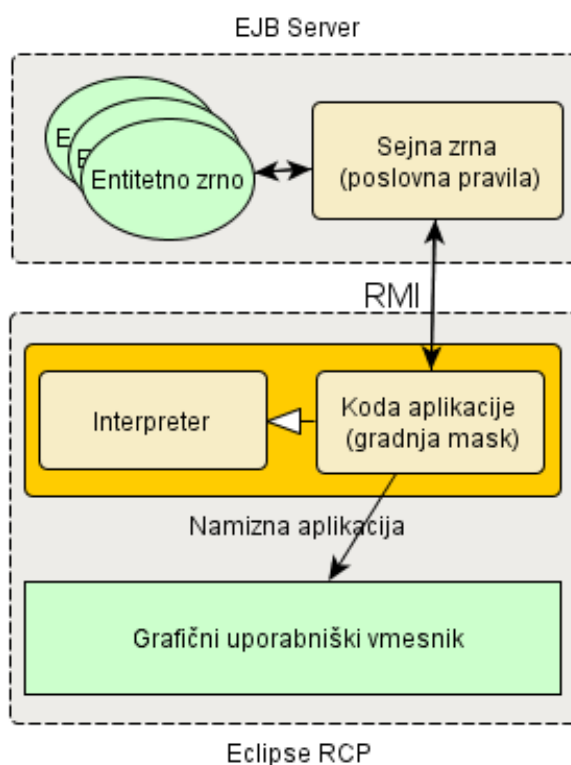 EJB Server
E
E
Entitetno zrno
Sejna zrna
(poslovna pravila)
RMI
Interpreter
Koda aplikacije
(gradnja mask)
Namizna aplikacija
Grafični uporabniški vmesnik
Eclipse RCP